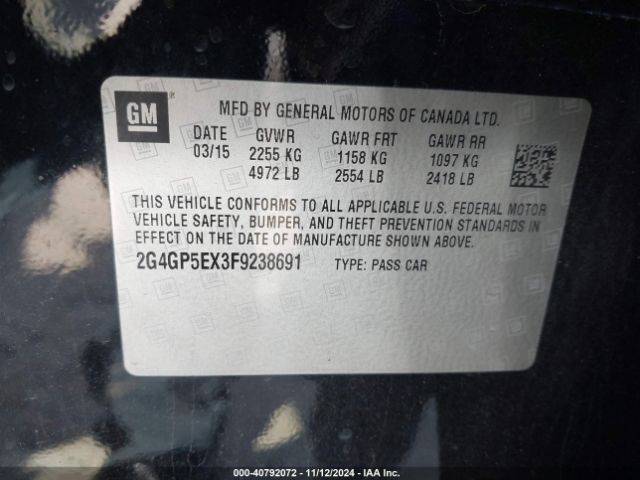 GM
MFD BY GENERAL MOTORS OF CANADA LTD.
DATE GVWR GAWR FRT GAWR RR
03/15 2255 KG 1158 KG 1097 KG
4972 LB 2554 LB 2418 LB
THIS VEHICLE CONFORMS TO ALL APPLICABLE U.S. FEDERAL MOTOR
VEHICLE SAFETY, BUMPER, AND THEFT PREVENTION STANDARDS IN
EFFECT ON THE DATE OF MANUFACTURE SHOWN ABOVE.
2G4GP5EX3F9238691 TYPE: PASS CAR
000-40792072 - 11/12/2024 - IAA Inc.